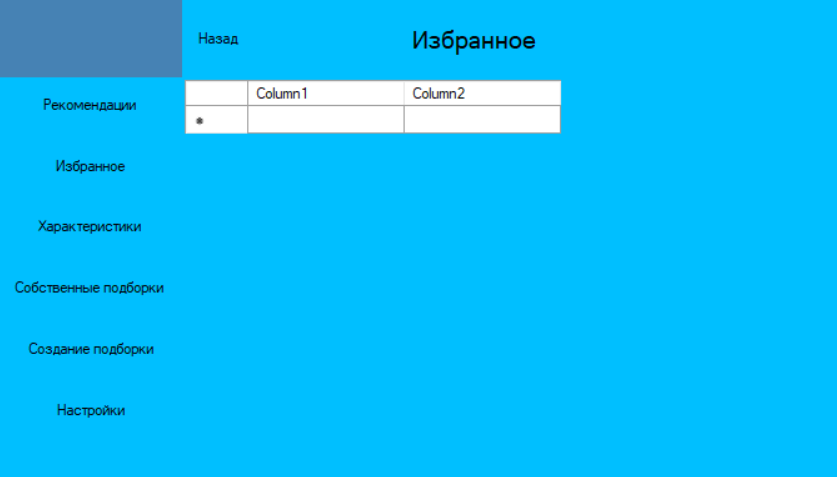 Назад
Избранное
Column1 Column2
*
Рекомендации
Избранное
Характеристики
Собственные подборки
Создание подборки
Настройки